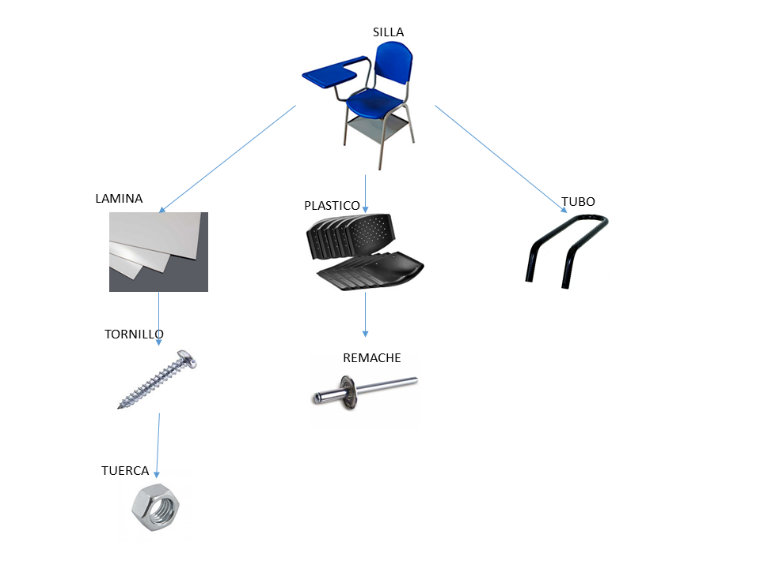 SILLA
LAMINA
PLASTICO
TUBO
TORNILLO
REMACHE
TUERCA